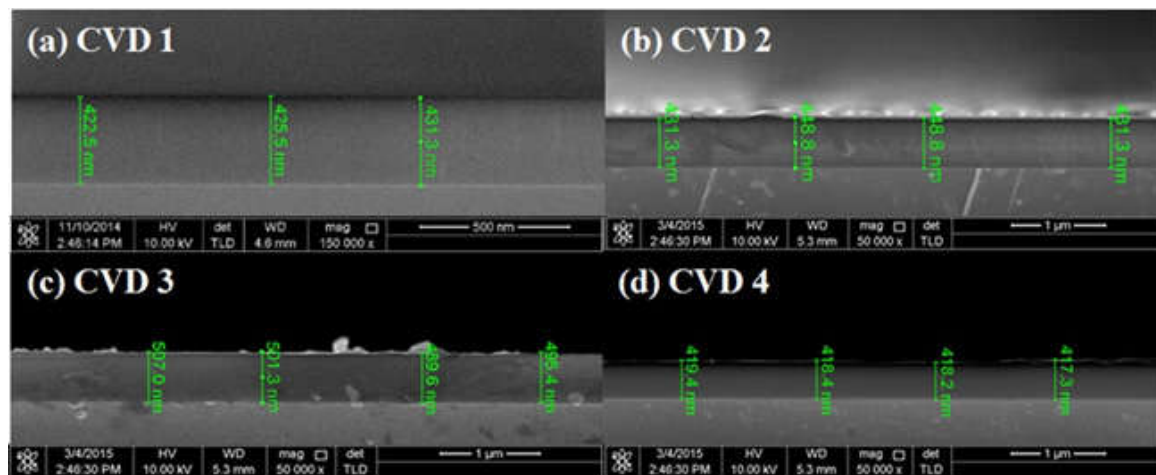 (a) CVD 1
422.5 nm
425.5 nm
431.3 nm
11/10/2014 HV det WD mag □ 500 nm
2:46:14 PM 10.00 kV TLD 4.6 mm 150 000 x
(b) CVD 2
431.3 nm
448.8 nm
448.8 nm
431.3 nm
3/4/2015 HV WD mag □ det 1 µm
2:46:30 PM 10.00 kV 5.3 mm 50 000 x TLD
(c) CVD 3
507.0 nm
501.3 nm
489.6 nm
495.4 nm
3/4/2015 HV WD mag □ det 1 µm
2:46:30 PM 10.00 kV 5.3 mm 50 000 x TLD
(d) CVD 4
419.4 nm
418.4 nm
418.2 nm
417.3 nm
3/4/2015 HV WD mag □ det 1 µm
2:46:30 PM 10.00 kV 5.3 mm 50 000 x TLD